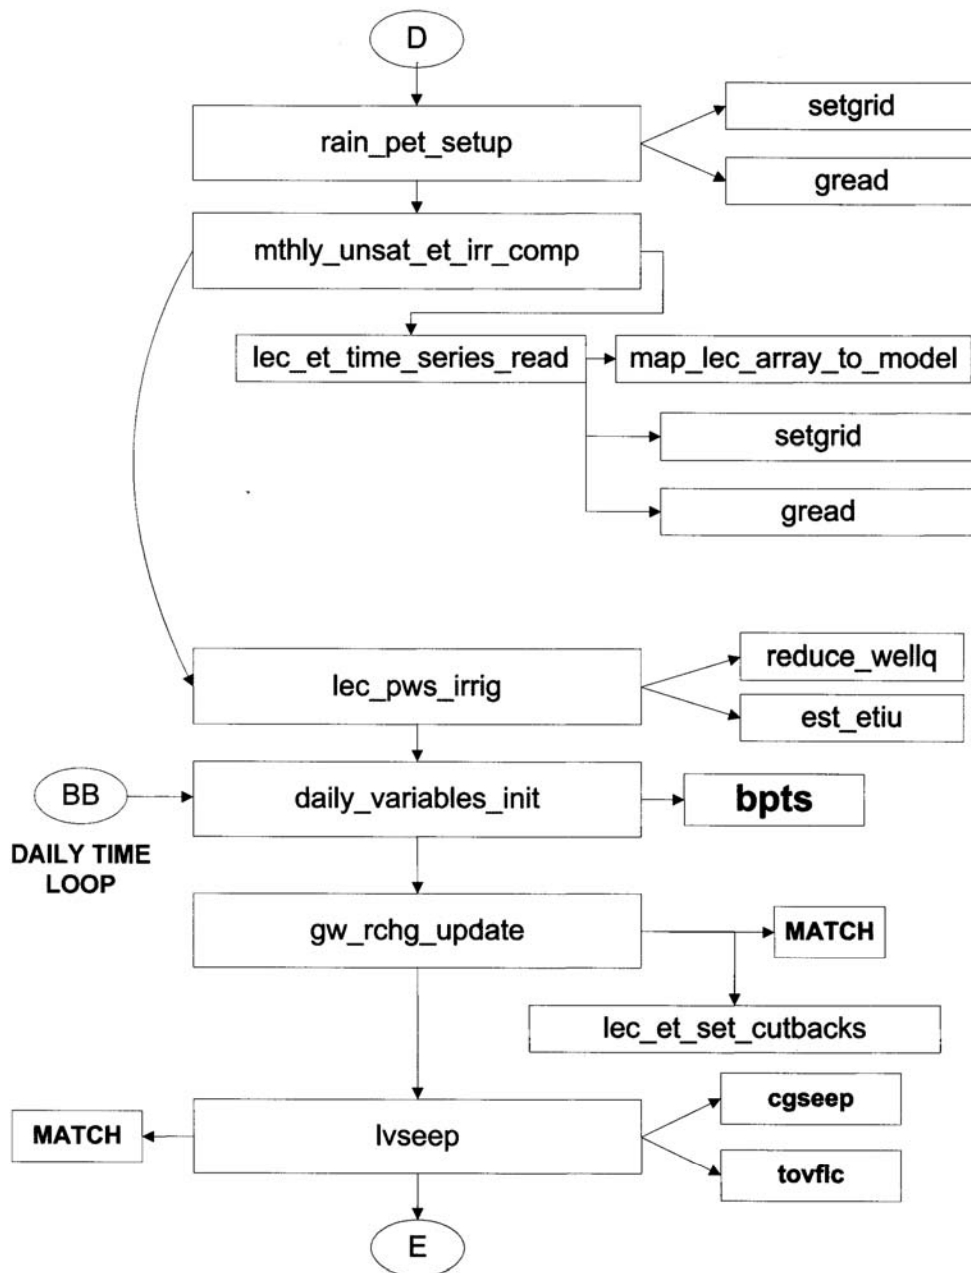 D
rain_pet_setup
setgrid
gread
mthly_unsat_et_irr_comp
lec_et_time_series_read
map_lec_array_to_model
setgrid
gread
lec_pws_irrig
reduce_wellq
est_etiu
BB
DAILY TIME
LOOP
daily_variables_init
bpts
gw_rchg_update
MATCH
lec_et_set_cutbacks
MATCH
lvseep
cgseep
tovflc
E